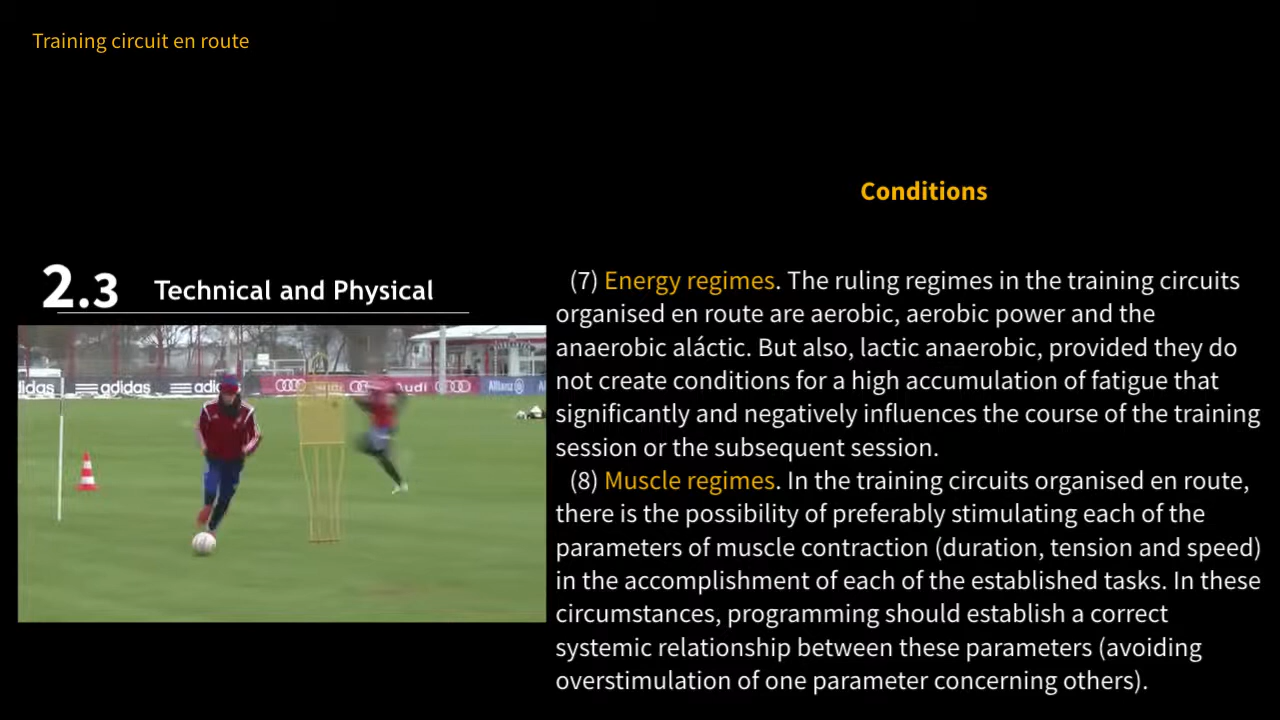 Training circuit en route
Conditions
2.3 Technical and Physical
adidas
adidas
adidas
Audi
Audi
Allianz
(7) Energy regimes. The ruling regimes in the training circuits
organised en route are aerobic, aerobic power and the
anaerobic aláctic. But also, lactic anaerobic, provided they do
not create conditions for a high accumulation of fatigue that
significantly and negatively influences the course of the training
session or the subsequent session.
(8) Muscle regimes. In the training circuits organised en route,
there is the possibility of preferably stimulating each of the
parameters of muscle contraction (duration, tension and speed)
in the accomplishment of each of the established tasks. In these
circumstances, programming should establish a correct
systemic relationship between these parameters (avoiding
overstimulation of one parameter concerning others).